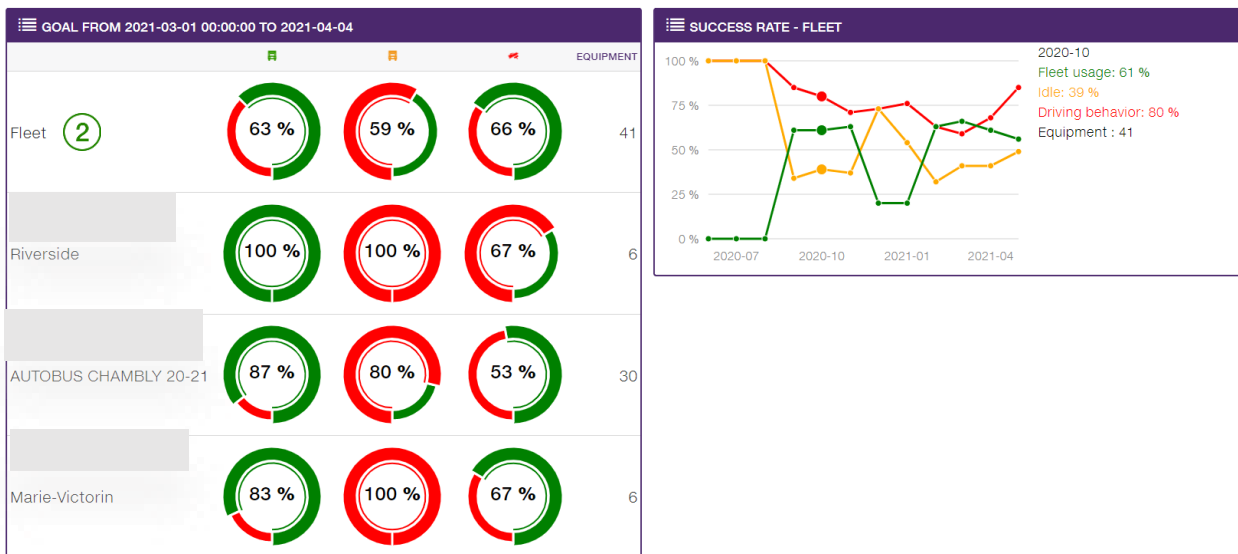 GOAL FROM 2021-03-01 00:00:00 TO 2021-04-04
EQUIPMENT
Fleet 2 63 % 59 % 66 % 41
Riverside 100 % 100 % 67 % 6
AUTOBUS CHAMBLY 20-21 87 % 80 % 53 % 30
Marie-Victorin 83 % 100 % 67 % 6
SUCCESS RATE - FLEET
100 %
75 %
50 %
25 %
0 %
2020-07 2020-10 2021-01 2021-04
2020-10
Fleet usage: 61 %
Idle: 39 %
Driving behavior: 80 %
Equipment : 41